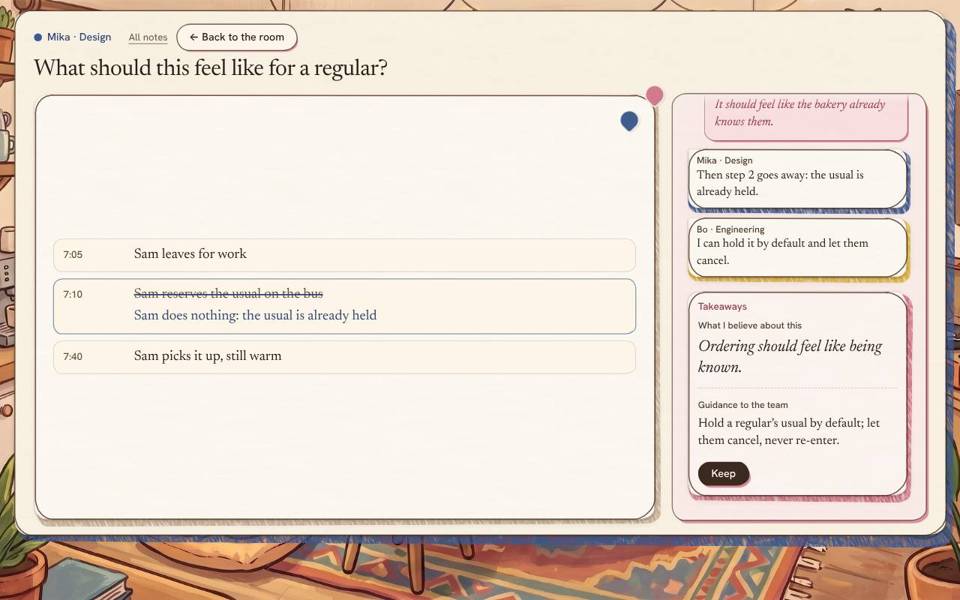 Mika · Design
All notes
← Back to the room
What should this feel like for a regular?
7:05
Sam leaves for work
7:10
Sam reserves the usual on the bus
Sam does nothing: the usual is already held
7:40
Sam picks it up, still warm
It should feel like the bakery already
knows them.
Mika · Design
Then step 2 goes away: the usual is
already held.
Bo · Engineering
I can hold it by default and let them
cancel.
Takeaways
What I believe about this
Ordering should feel like being
known.
Guidance to the team
Hold a regular’s usual by default; let
them cancel, never re-enter.
Keep